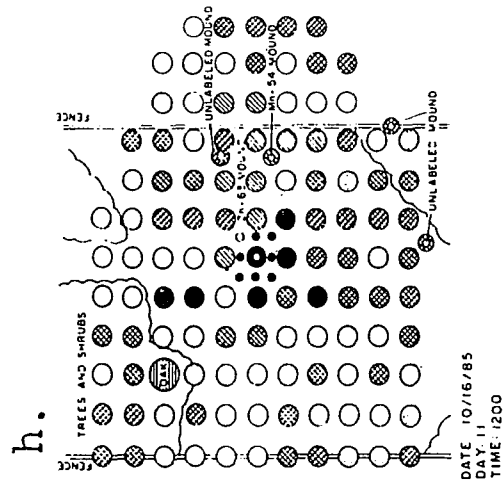 h.
FENCE
TREES AND SHRUBS
OAK
UNLABELED MOUND
Mn-54 MOUND
MOUND
FENCE
UNLABELED MOUND
DATE 10/16/85
DAY: 11
TIME: 1200